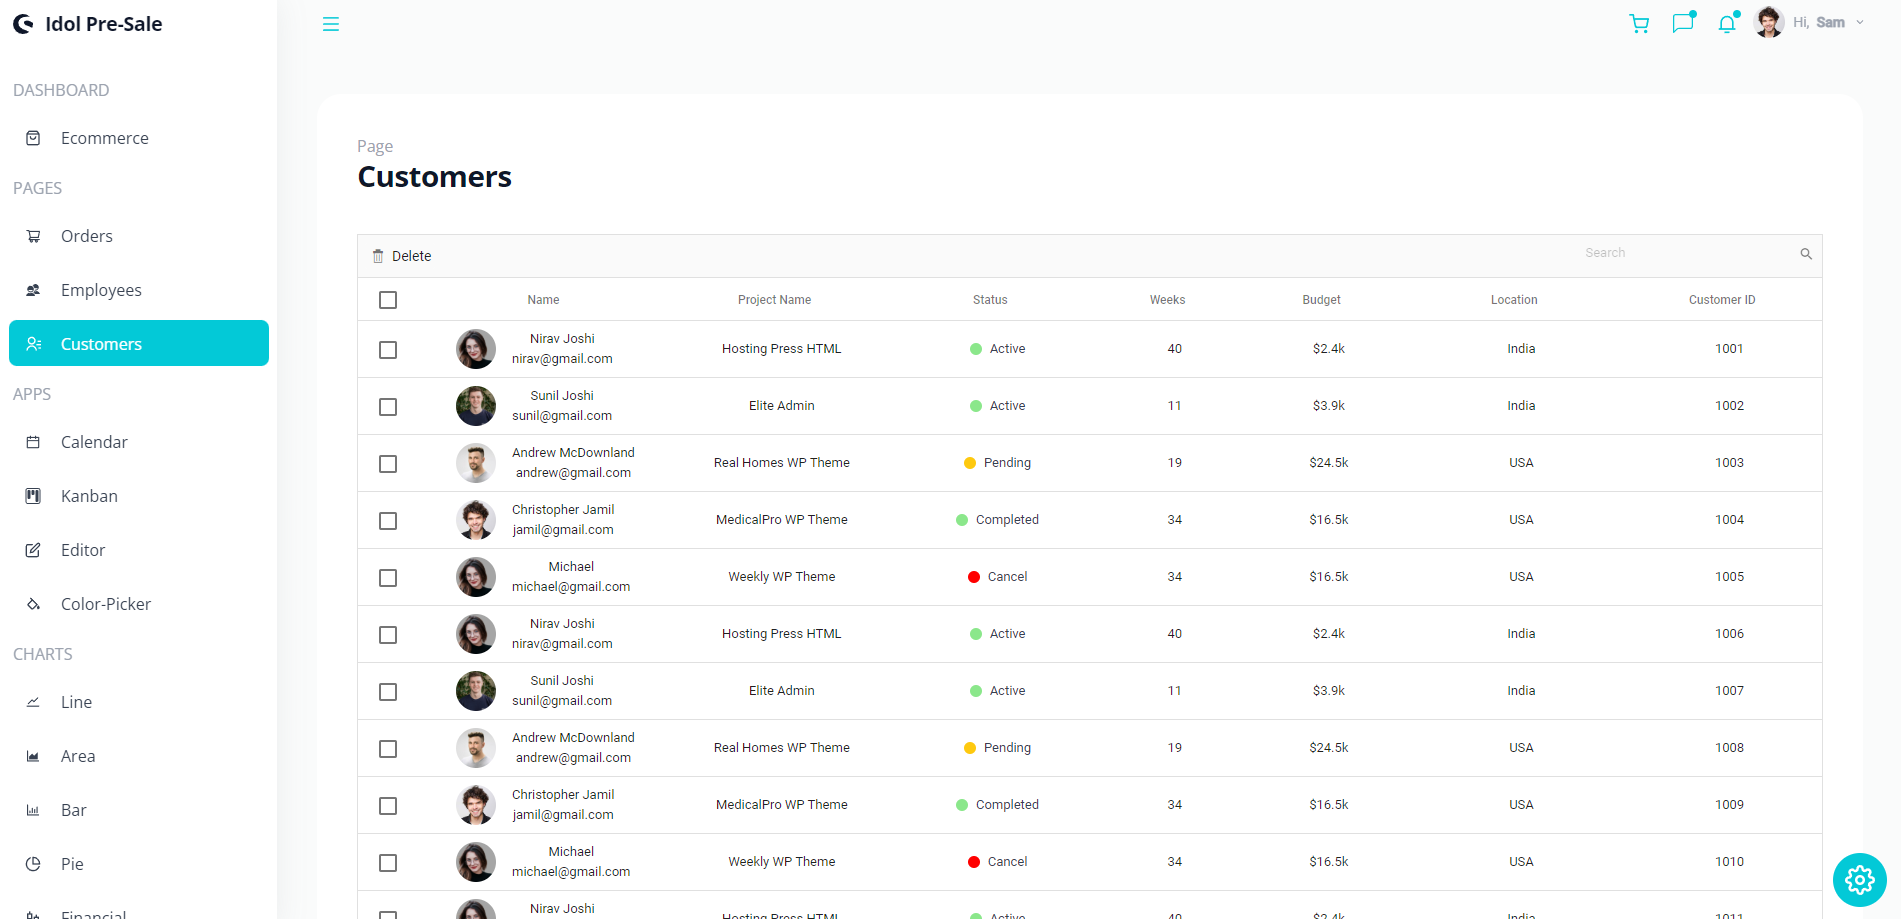 Idol Pre-Sale
Hi, Sam
DASHBOARD
Ecommerce
PAGES
Orders
Employees
Customers
APPS
Calendar
Kanban
Editor
Color-Picker
CHARTS
Line
Area
Bar
Pie
Financial
Page
Customers
Delete
Search
Name Project Name Status Weeks Budget Location Customer ID
Nirav Joshi
nirav@gmail.com
Hosting Press HTML Active 40 $2.4k India 1001
Sunil Joshi
sunil@gmail.com
Elite Admin Active 11 $3.9k India 1002
Andrew McDownland
andrew@gmail.com
Real Homes WP Theme Pending 19 $24.5k USA 1003
Christopher Jamil
jamil@gmail.com
MedicalPro WP Theme Completed 34 $16.5k USA 1004
Michael
michael@gmail.com
Weekly WP Theme Cancel 34 $16.5k USA 1005
Nirav Joshi
nirav@gmail.com
Hosting Press HTML Active 40 $2.4k India 1006
Sunil Joshi
sunil@gmail.com
Elite Admin Active 11 $3.9k India 1007
Andrew McDownland
andrew@gmail.com
Real Homes WP Theme Pending 19 $24.5k USA 1008
Christopher Jamil
jamil@gmail.com
MedicalPro WP Theme Completed 34 $16.5k USA 1009
Michael
michael@gmail.com
Weekly WP Theme Cancel 34 $16.5k USA 1010
Nirav Joshi
Hosting Press HTML Active 40 $2.4k India 1011